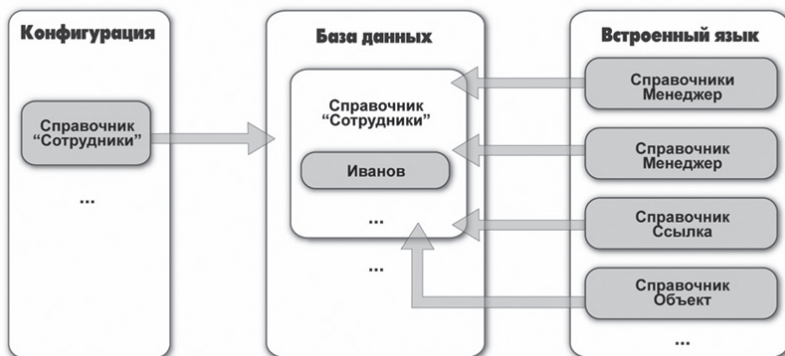 Конфигурация
Справочник
“Сотрудники”
...
База данных
Справочник
“Сотрудники”
Иванов
...
...
Встроенный язык
Справочники
Менеджер
Справочник
Менеджер
Справочник
Ссылка
Справочник
Объект
...